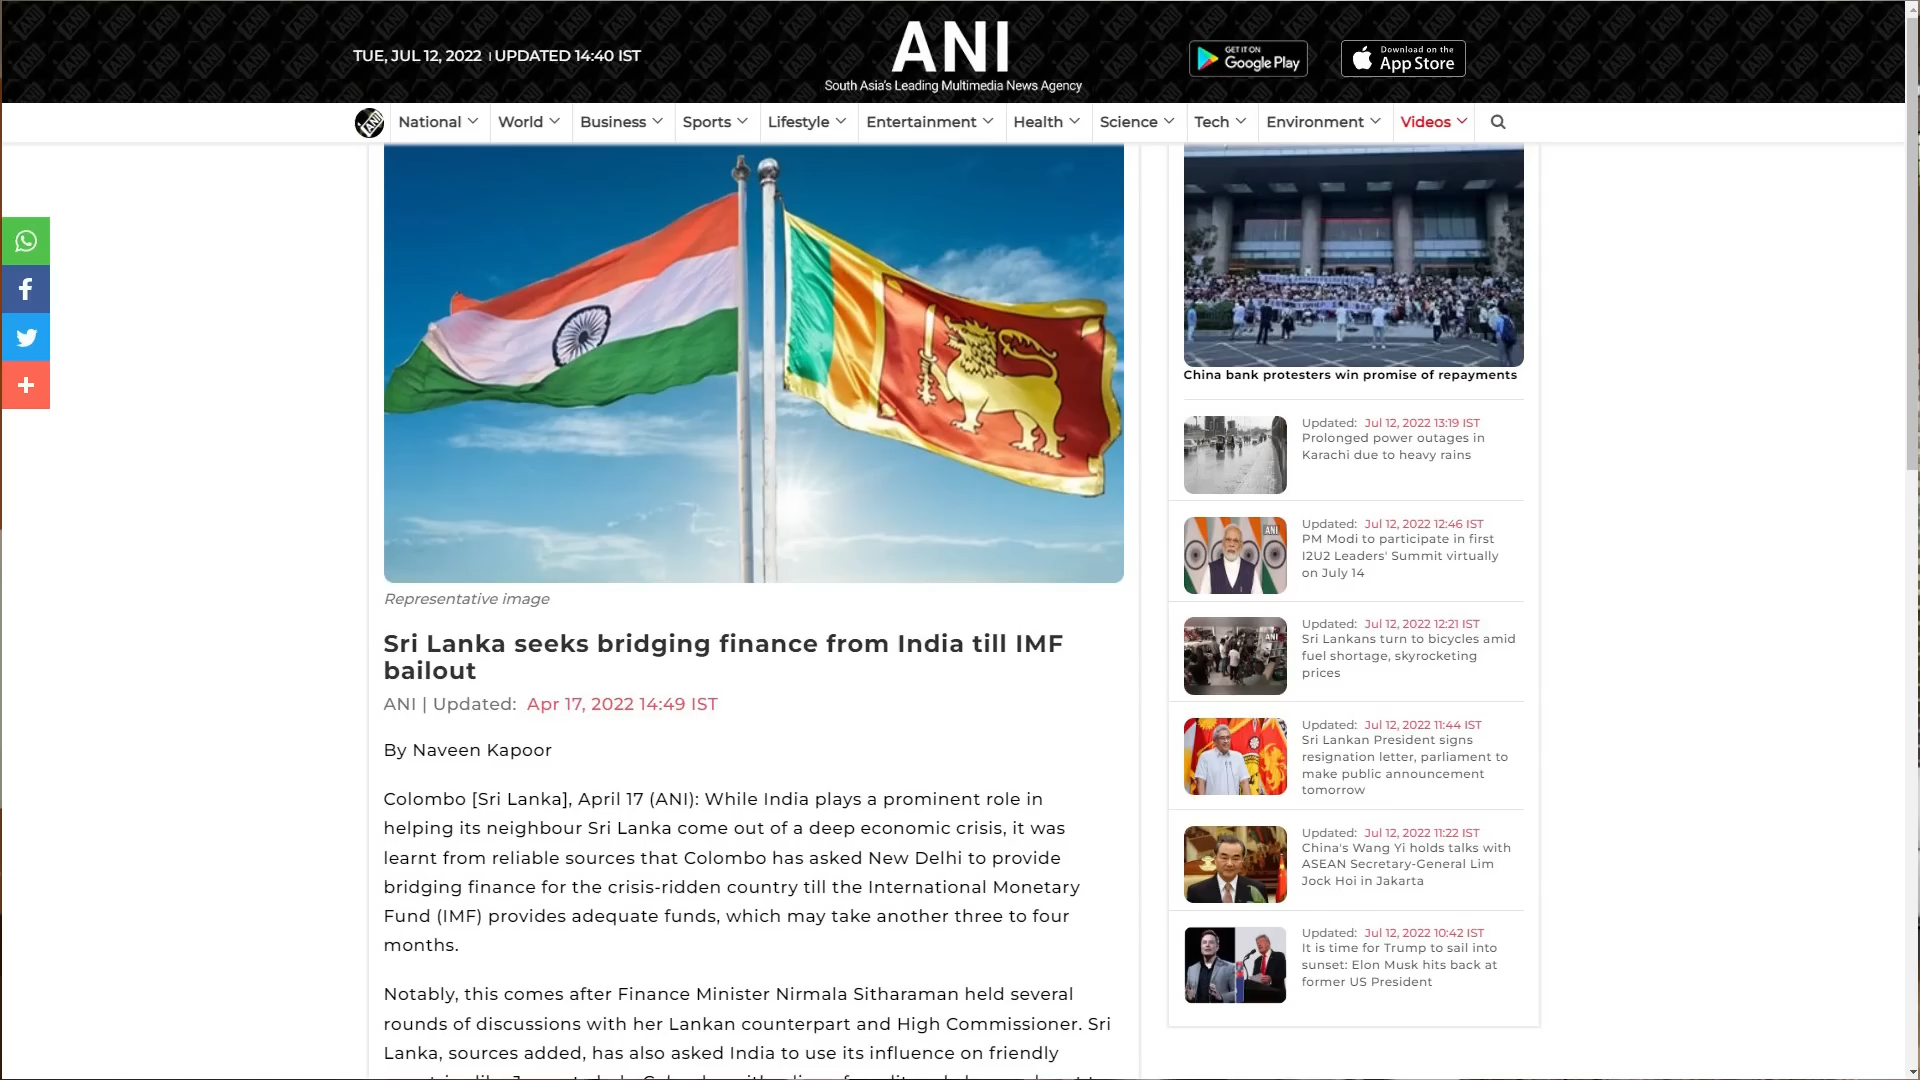 TUE, JUL 12, 2022 | UPDATED 14:40 IST
ANI
South Asia's Leading Multimedia News Agency
GET IT ON
Google Play
Download on the
App Store
ANI
National
World
Business
Sports
Lifestyle
Entertainment
Health
Science
Tech
Environment
Videos
Representative image
Sri Lanka seeks bridging finance from India till IMF
bailout
ANI | Updated: Apr 17, 2022 14:49 IST
By Naveen Kapoor
Colombo [Sri Lanka], April 17 (ANI): While India plays a prominent role in
helping its neighbour Sri Lanka come out of a deep economic crisis, it was
learnt from reliable sources that Colombo has asked New Delhi to provide
bridging finance for the crisis-ridden country till the International Monetary
Fund (IMF) provides adequate funds, which may take another three to four
months.
Notably, this comes after Finance Minister Nirmala Sitharaman held several
rounds of discussions with her Lankan counterpart and High Commissioner. Sri
Lanka, sources added, has also asked India to use its influence on friendly
China bank protesters win promise of repayments
Updated: Jul 12, 2022 13:19 IST
Prolonged power outages in
Karachi due to heavy rains
ANI
Updated: Jul 12, 2022 12:46 IST
PM Modi to participate in first
I2U2 Leaders' Summit virtually
on July 14
ANI
Updated: Jul 12, 2022 12:21 IST
Sri Lankans turn to bicycles amid
fuel shortage, skyrocketing
prices
Updated: Jul 12, 2022 11:44 IST
Sri Lankan President signs
resignation letter, parliament to
make public announcement
tomorrow
Updated: Jul 12, 2022 11:22 IST
China's Wang Yi holds talks with
ASEAN Secretary-General Lim
Jock Hoi in Jakarta
Updated: Jul 12, 2022 10:42 IST
It is time for Trump to sail into
sunset: Elon Musk hits back at
former US President